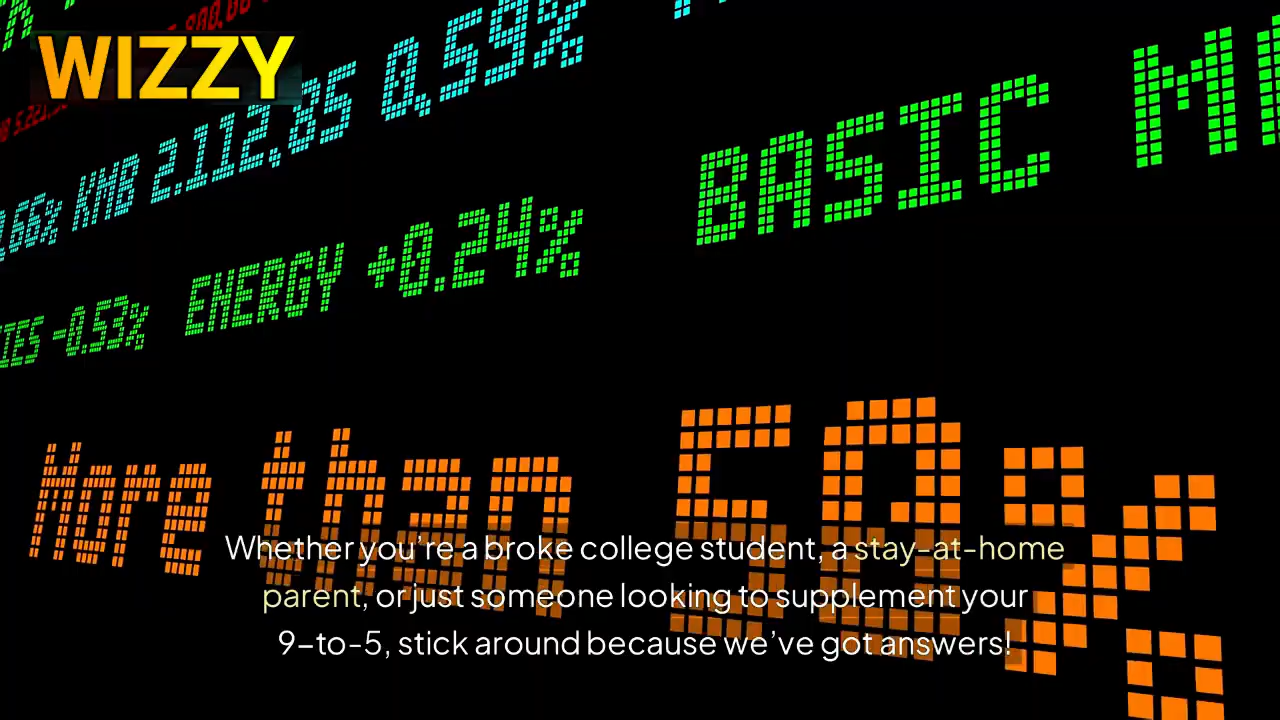 WIZZY
0,59%
KMB 2.112,85
BASIC
ENERGY +0.24%
-0.53%
More than 50%
Whether you're a broke college student, a stay-at-home
parent, or just someone looking to supplement your
9-to-5, stick around because we've got answers!